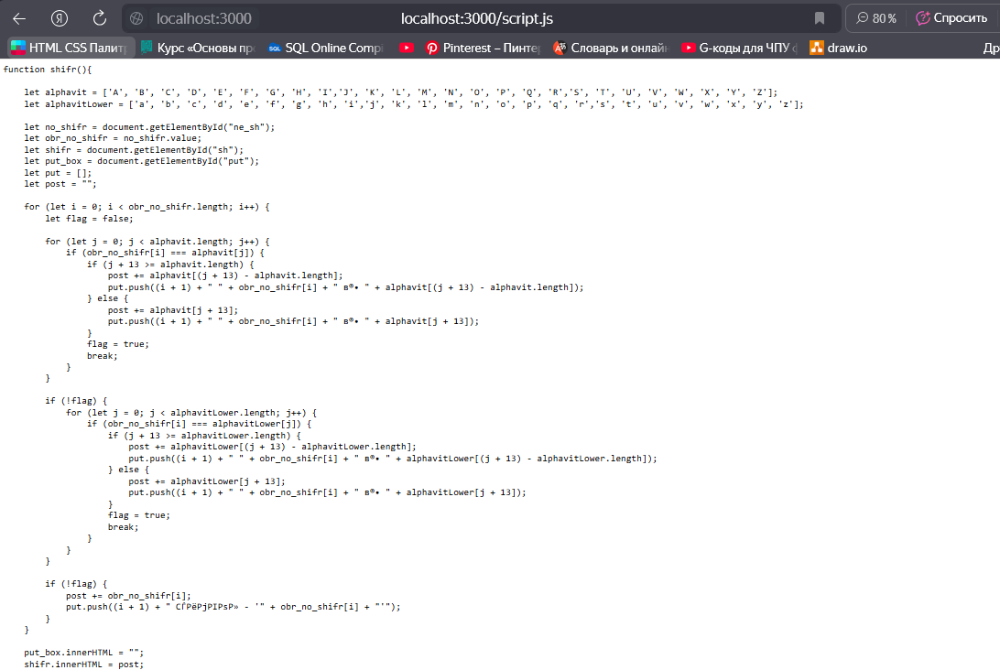 localhost:3000 localhost:3000/script.js 80% Спросить
HTML CSS Палит Курс «Основы пр SQL Online Compi Pinterest – Пинте Словарь и онлай G-коды для ЧПУ draw.io Др
function shifr(){
let alphavit = ['A', 'B', 'C', 'D', 'E', 'F', 'G', 'H', 'I','J', 'K', 'L', 'M', 'N', 'O', 'P', 'Q', 'R','S', 'T', 'U', 'V', 'W', 'X', 'Y', 'Z'];
let alphavitLower = ['a', 'b', 'c', 'd', 'e', 'f', 'g', 'h', 'i','j', 'k', 'l', 'm', 'n', 'o', 'p', 'q', 'r','s', 't', 'u', 'v', 'w', 'x', 'y', 'z'];
let no_shifr = document.getElementById("ne_sh");
let obr_no_shifr = no_shifr.value;
let shifr = document.getElementById("sh");
let put_box = document.getElementById("put");
let put = [];
let post = "";
for (let i = 0; i < obr_no_shifr.length; i++) {
let flag = false;
for (let j = 0; j < alphavit.length; j++) {
if (obr_no_shifr[i] === alphavit[j]) {
if (j + 13 >= alphavit.length) {
post += alphavit[(j + 13) - alphavit.length];
put.push((i + 1) + " " + obr_no_shifr[i] + " в®• " + alphavit[(j + 13) - alphavit.length]);
} else {
post += alphavit[j + 13];
put.push((i + 1) + " " + obr_no_shifr[i] + " в®• " + alphavit[j + 13]);
}
flag = true;
break;
}
}
if (!flag) {
for (let j = 0; j < alphavitLower.length; j++) {
if (obr_no_shifr[i] === alphavitLower[j]) {
if (j + 13 >= alphavitLower.length) {
post += alphavitLower[(j + 13) - alphavitLower.length];
put.push((i + 1) + " " + obr_no_shifr[i] + " в®• " + alphavitLower[(j + 13) - alphavitLower.length]);
} else {
post += alphavitLower[j + 13];
put.push((i + 1) + " " + obr_no_shifr[i] + " в®• " + alphavitLower[j + 13]);
}
flag = true;
break;
}
}
}
if (!flag) {
post += obr_no_shifr[i];
put.push((i + 1) + " СЃРёРјРІРѕР» - '" + obr_no_shifr[i] + "'");
}
}
put_box.innerHTML = "";
shifr.innerHTML = post;